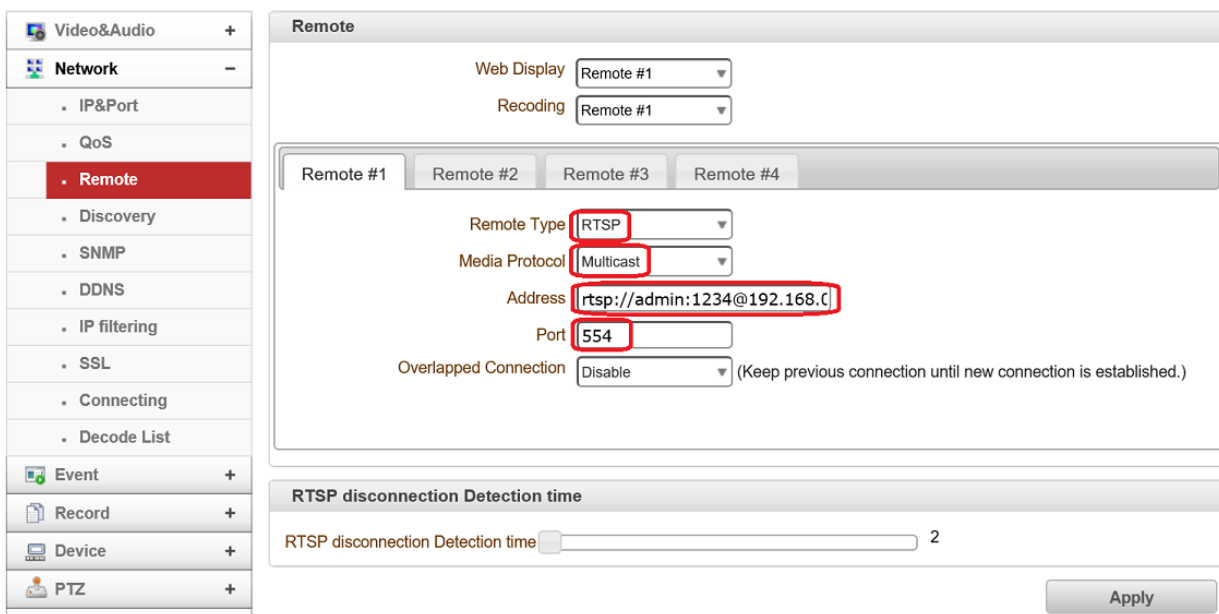 Video&Audio +
Network −
IP&Port
QoS
Remote
Discovery
SNMP
DDNS
IP filtering
SSL
Connecting
Decode List
Event +
Record +
Device +
PTZ +
Remote
Web Display Remote #1
Recoding Remote #1
Remote #1 Remote #2 Remote #3 Remote #4
Remote Type RTSP
Media Protocol Multicast
Address rtsp://admin:1234@192.168.0
Port 554
Overlapped Connection Disable (Keep previous connection until new connection is established.)
RTSP disconnection Detection time
RTSP disconnection Detection time 2
Apply